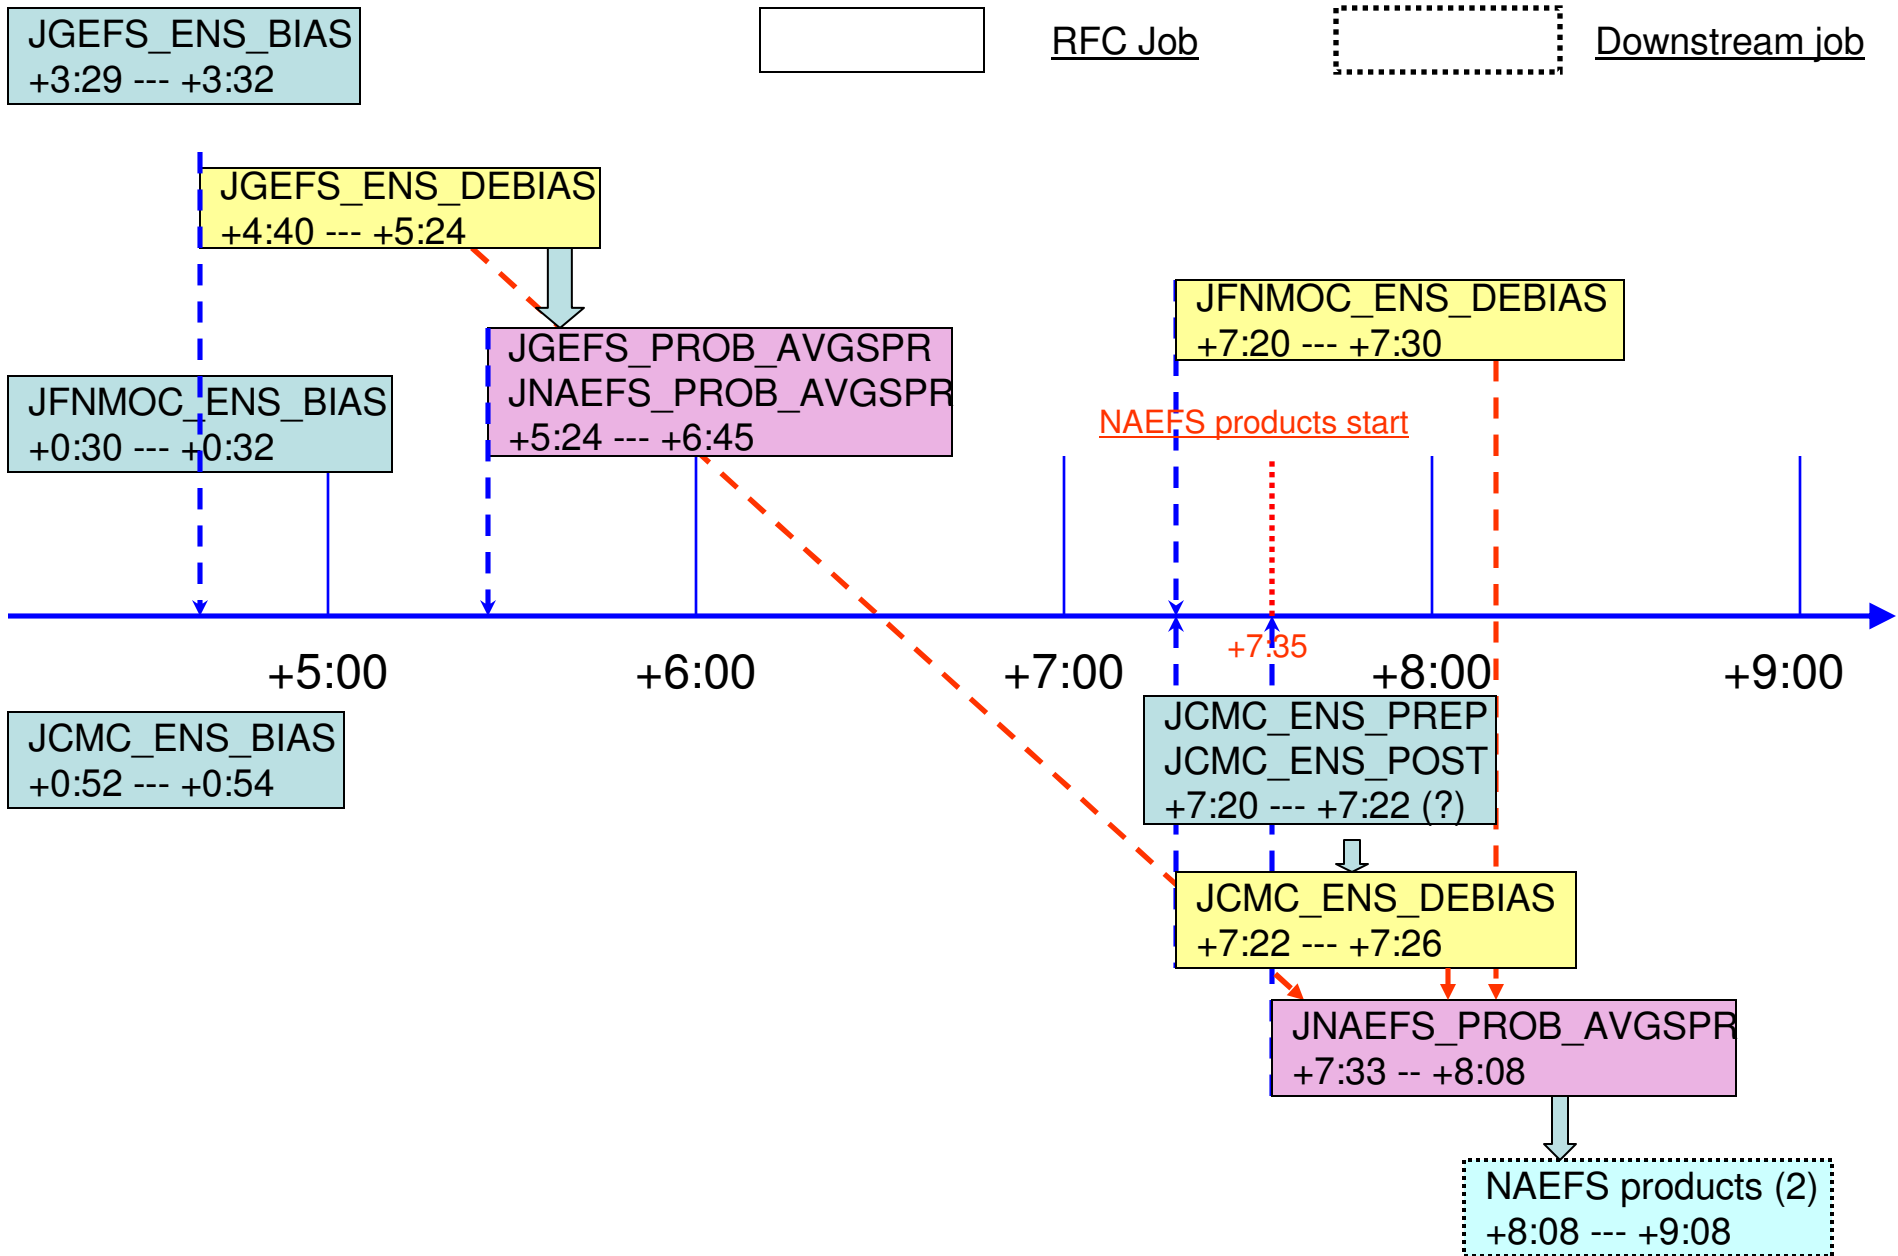 JGEFS_ENS_BIAS
+3:29 --- +3:32
RFC Job
Downstream job
JGEFS_ENS_DEBIAS
+4:40 --- +5:24
JFNMOC_ENS_DEBIAS
+7:20 --- +7:30
JGEFS_PROB_AVGSPR
JNAEFS_PROB_AVGSPR
+5:24 --- +6:45
JFNMOC_ENS_BIAS
+0:30 --- +0:32
NAEFS products start
+7:35
+5:00
+6:00
+7:00
+8:00
+9:00
JCMC_ENS_BIAS
+0:52 --- +0:54
JCMC_ENS_PREP
JCMC_ENS_POST
+7:20 --- +7:22 (?)
JCMC_ENS_DEBIAS
+7:22 --- +7:26
JNAEFS_PROB_AVGSPR
+7:33 -- +8:08
NAEFS products (2)
+8:08 --- +9:08